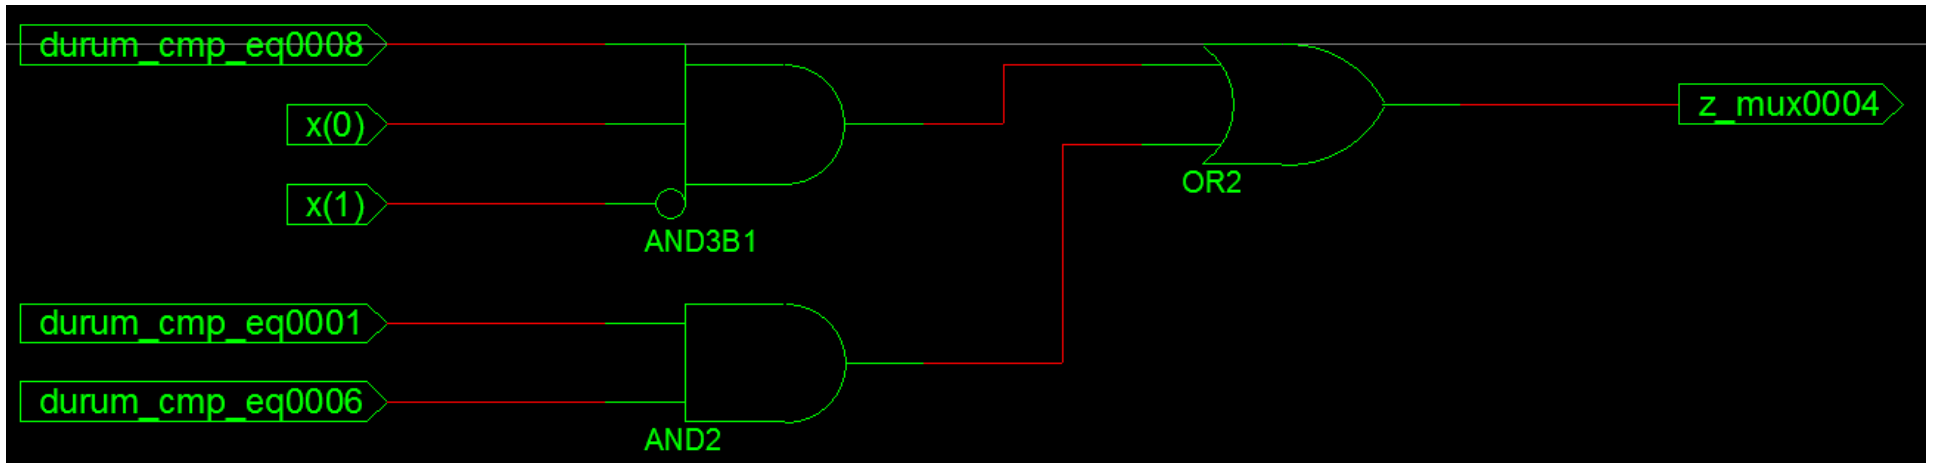 durum_cmp_eq0008
x(0)
z_mux0004
x(1)
OR2
AND3B1
durum_cmp_eq0001
durum_cmp_eq0006
AND2